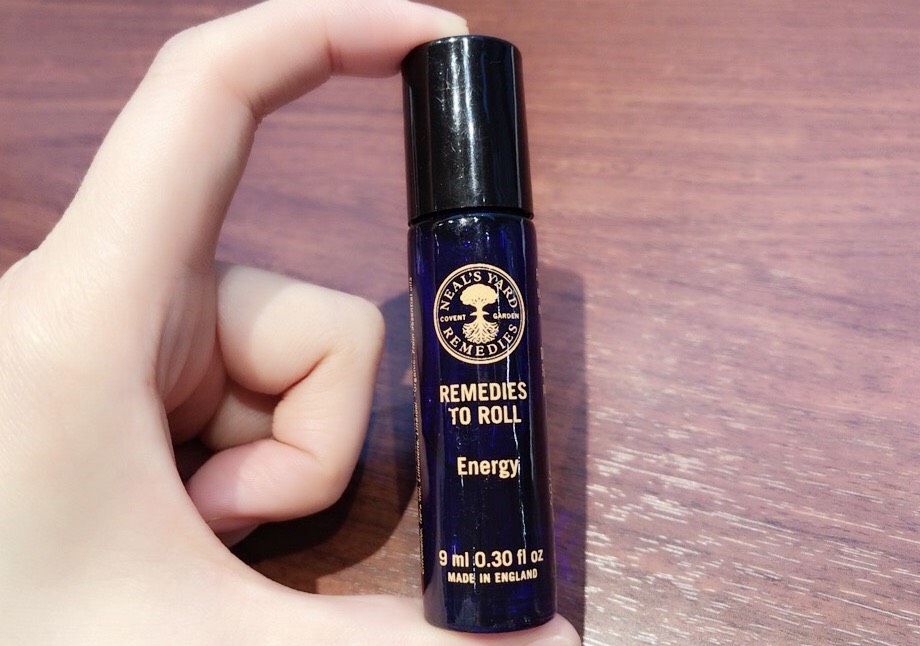 NEAL'S YARD
COVENT GARDEN
REMEDIES
REMEDIES
TO ROLL
Energy
9 ml 0.30 fl oz
MADE IN ENGLAND